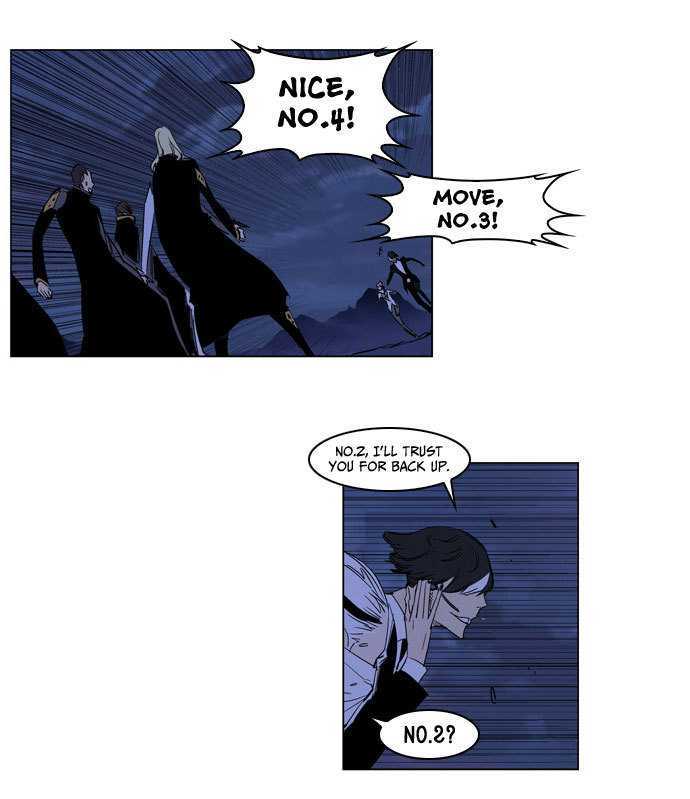 NICE,
NO.4!
MOVE,
NO.3!
NO.2, I'LL TRUST
YOU FOR BACK UP.
NO.2?